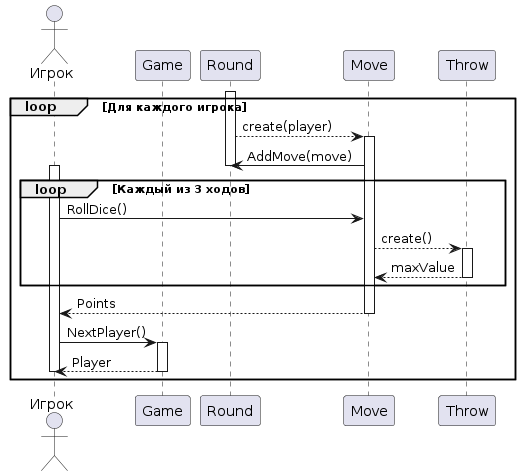 Игрок
Game
Round
Move
Throw
loop
[Для каждого игрока]
create(player)
AddMove(move)
loop
[Каждый из 3 ходов]
RollDice()
create()
maxValue
Points
NextPlayer()
Player
Игрок
Game
Round
Move
Throw